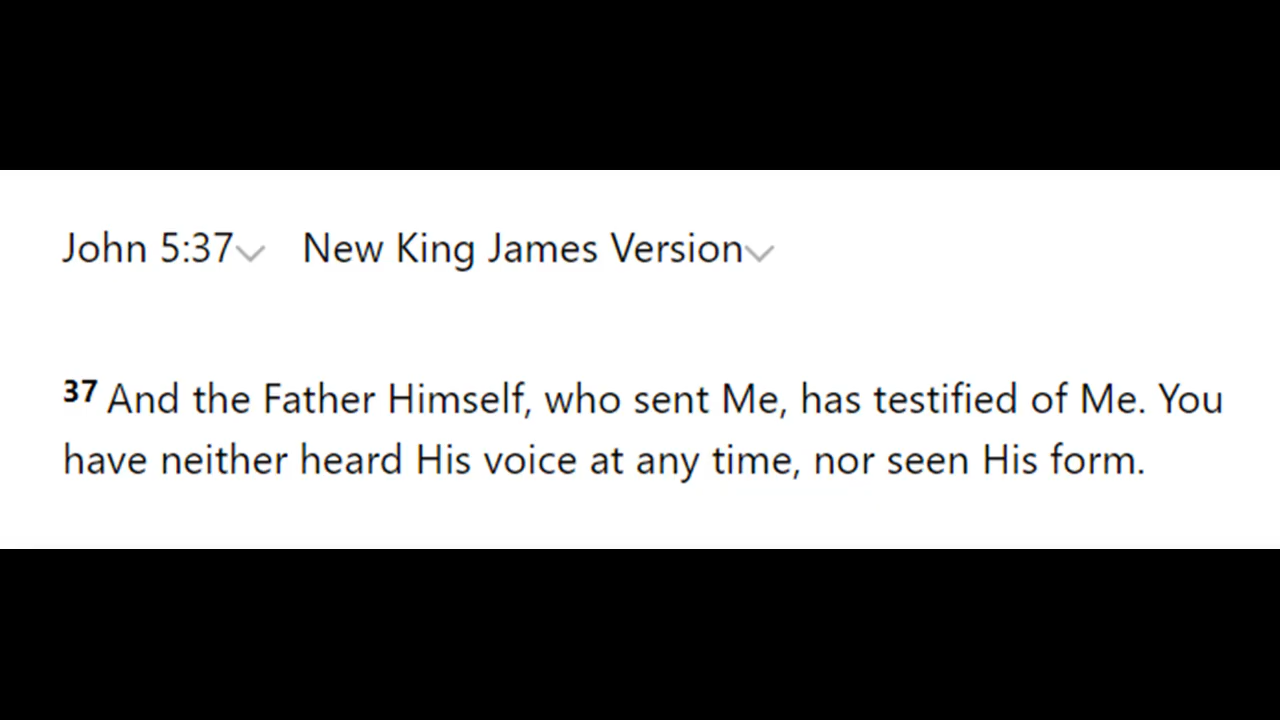 John 5:37 New King James Version
37 And the Father Himself, who sent Me, has testified of Me. You
have neither heard His voice at any time, nor seen His form.